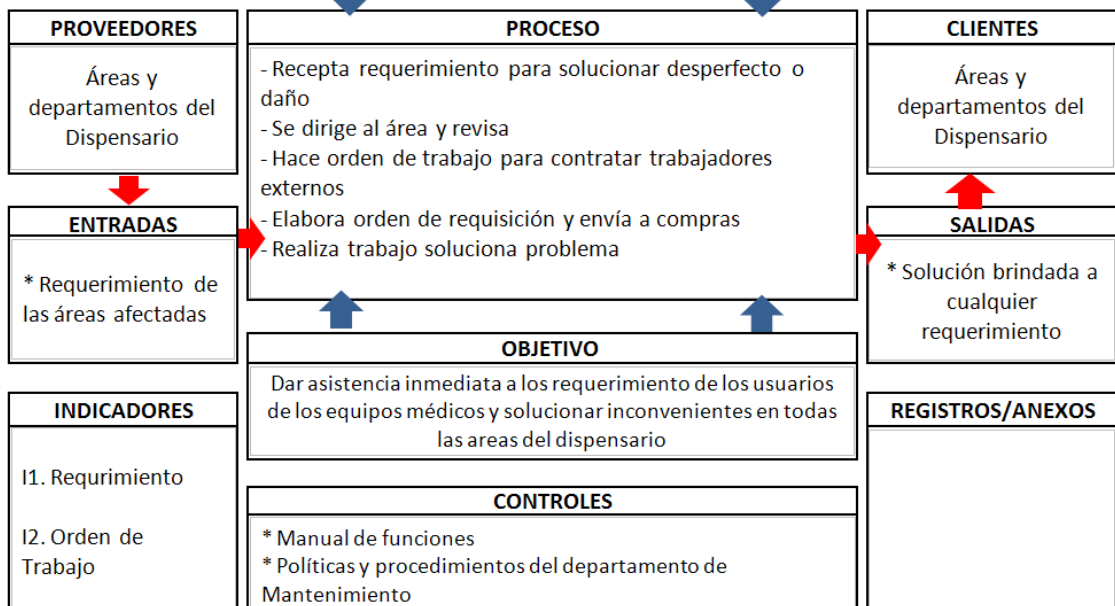 PROVEEDORES
Áreas y
departamentos del
Dispensario
ENTRADAS
* Requerimiento de
las áreas afectadas
INDICADORES
I1. Requrimiento
I2. Orden de
Trabajo
PROCESO
- Recepta requerimiento para solucionar desperfecto o
daño
- Se dirige al área y revisa
- Hace orden de trabajo para contratar trabajadores
externos
- Elabora orden de requisición y envía a compras
- Realiza trabajo soluciona problema
OBJETIVO
Dar asistencia inmediata a los requerimiento de los usuarios
de los equipos médicos y solucionar inconvenientes en todas
las areas del dispensario
CONTROLES
* Manual de funciones
* Políticas y procedimientos del departamento de
Mantenimiento
CLIENTES
Áreas y
departamentos del
Dispensario
SALIDAS
* Solución brindada a
cualquier
requerimiento
REGISTROS/ANEXOS